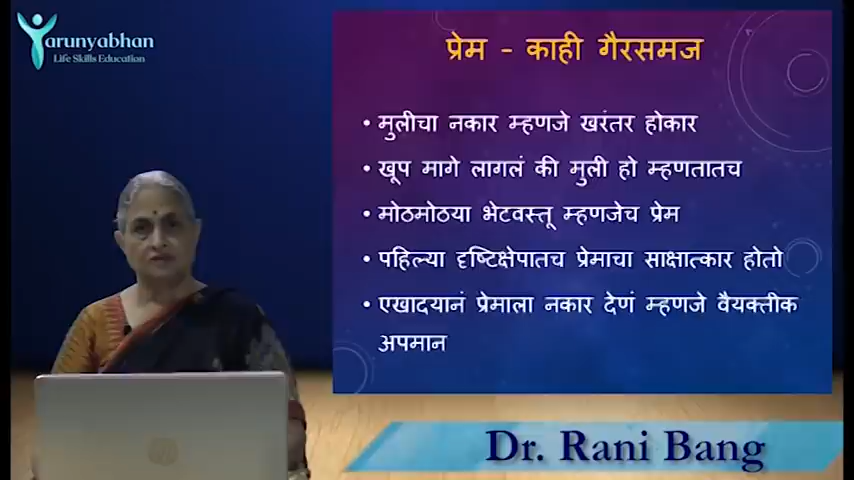 Yarunyabhan
Life Skills Education
प्रेम - काही गैरसमज
• मुलीचा नकार म्हणजे खरंतर होकार
• खूप मागे लागलं की मुली हो म्हणतातच
• मोठमोठया भेटवस्तू म्हणजेच प्रेम
• पहिल्या दृष्टिक्षेपातच प्रेमाचा साक्षात्कार होतो
• एखादयानं प्रेमाला नकार देणं म्हणजे वैयक्तीक
अपमान
Dr. Rani Bang